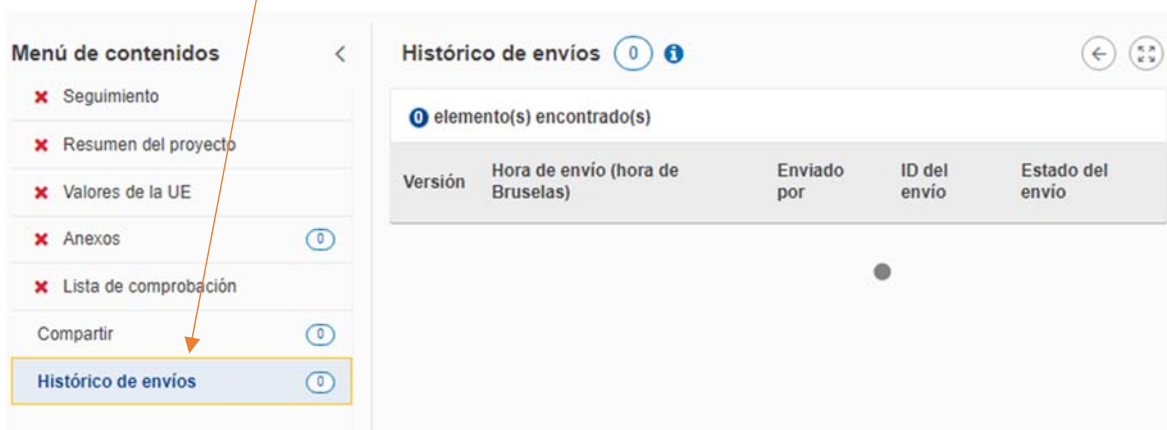 Menú de contenidos
Seguimiento
Resumen del proyecto
Valores de la UE
Anexos 0
Lista de comprobación
Compartir 0
Histórico de envíos 0
Histórico de envíos 0
0 elemento(s) encontrado(s)
Versión Hora de envío (hora de Bruselas) Enviado por ID del envío Estado del envío